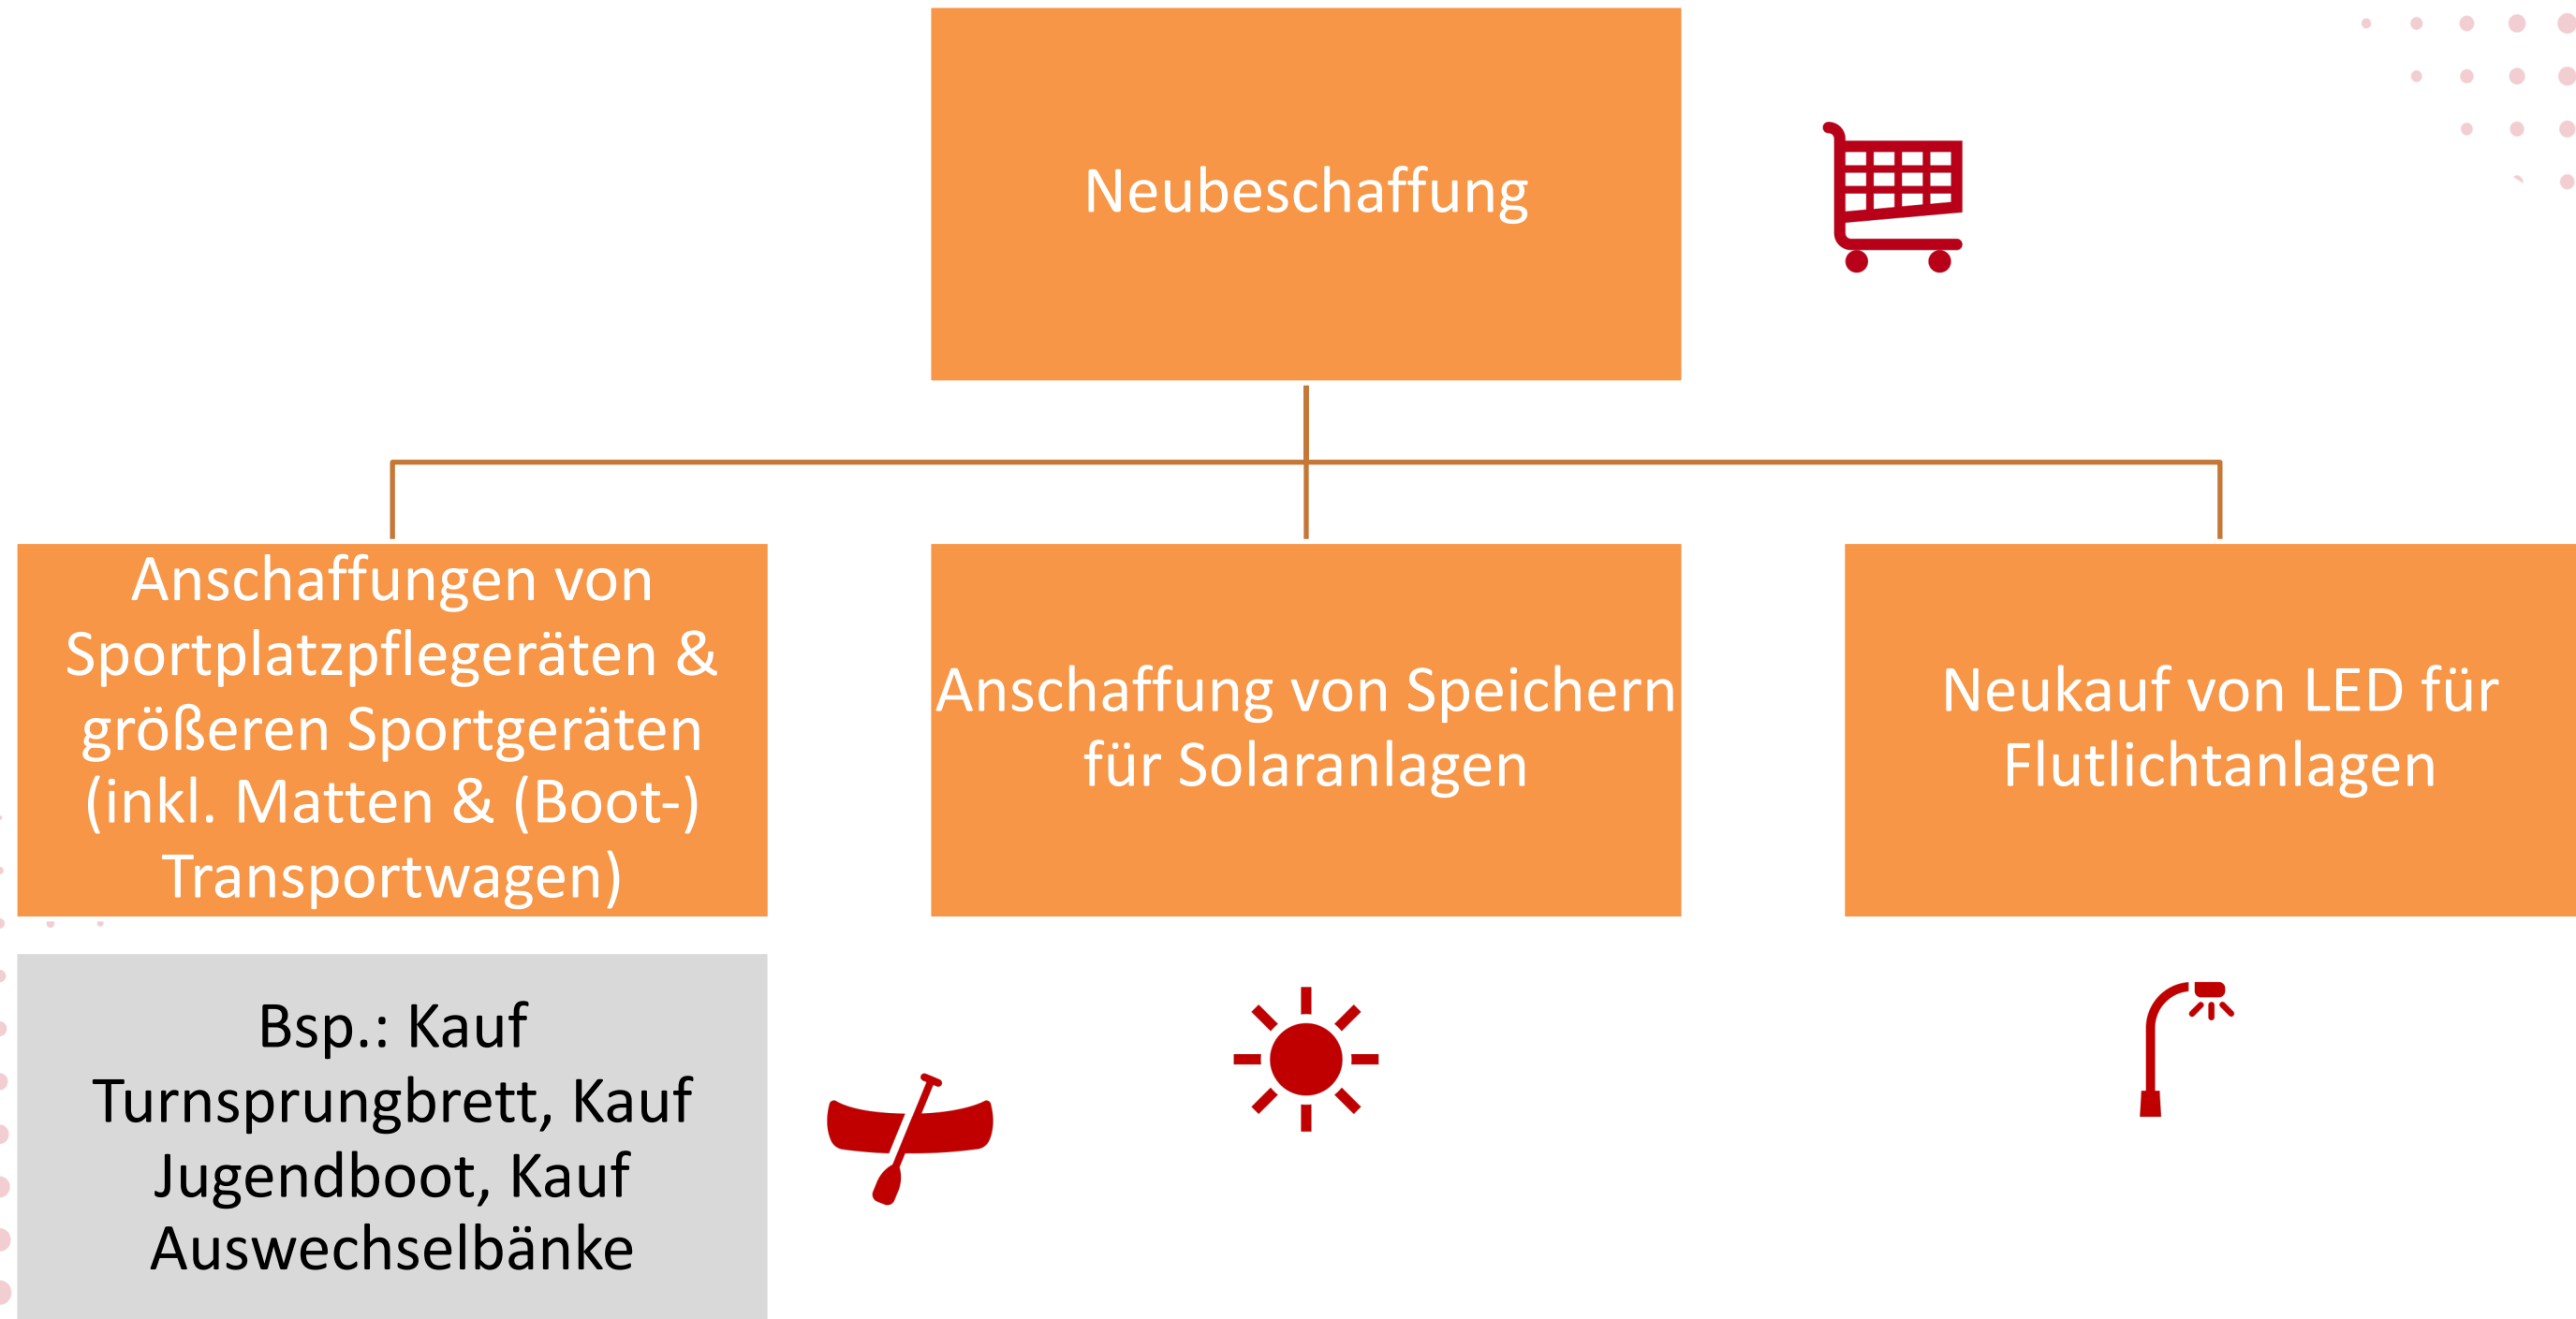 Neubeschaffung
Anschaffungen von
Sportplatzpflegeräten &
größeren Sportgeräten
(inkl. Matten & (Boot-)
Transportwagen)
Anschaffung von Speichern
für Solaranlagen
Neukauf von LED für
Flutlichtanlagen
Bsp.: Kauf
Turnsprungbrett, Kauf
Jugendboot, Kauf
Auswechselbänke